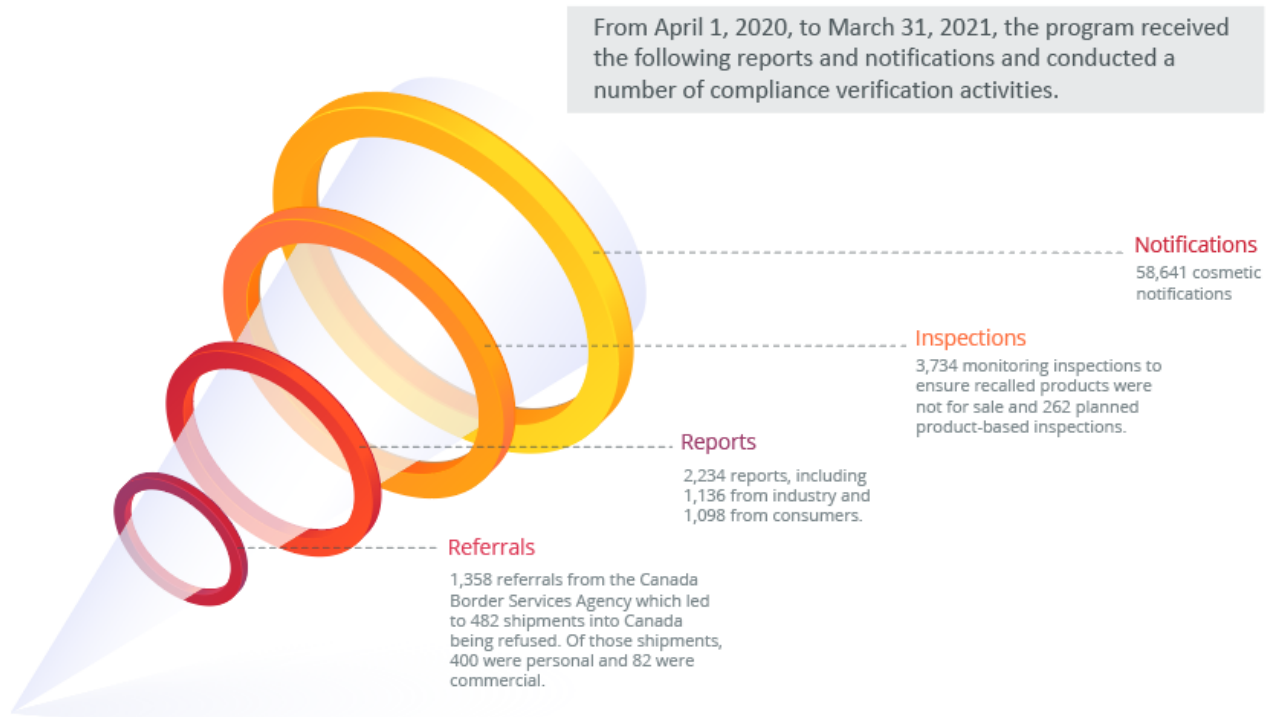 From April 1, 2020, to March 31, 2021, the program received
the following reports and notifications and conducted a
number of compliance verification activities.
Notifications
58,641 cosmetic
notifications
Inspections
3,734 monitoring inspections to
ensure recalled products were
not for sale and 262 planned
product-based inspections.
Reports
2,234 reports, including
1,136 from industry and
1,098 from consumers.
Referrals
1,358 referrals from the Canada
Border Services Agency which led
to 482 shipments into Canada
being refused. Of those shipments,
400 were personal and 82 were
commercial.